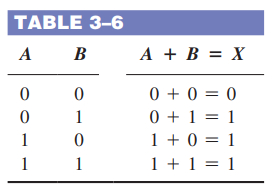 TABLE 3–6
A B A + B = X
0 0 0 + 0 = 0
0 1 0 + 1 = 1
1 0 1 + 0 = 1
1 1 1 + 1 = 1